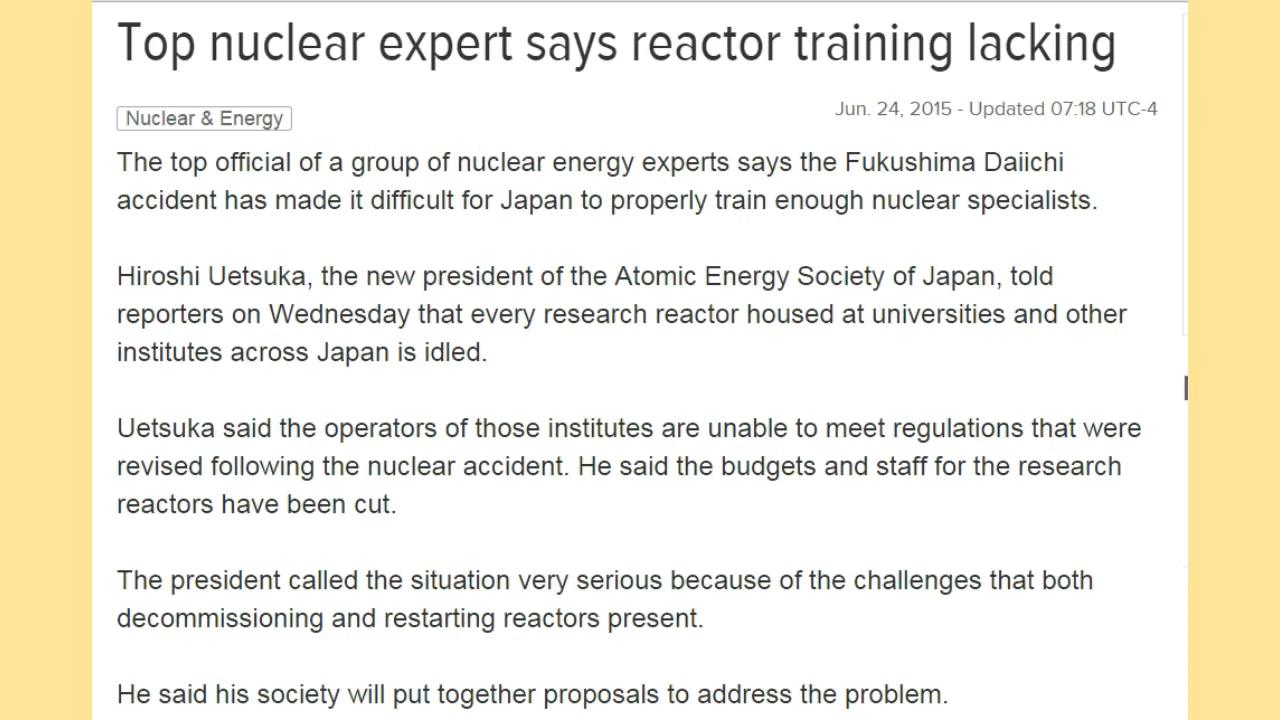 Top nuclear expert says reactor training lacking
Jun. 24, 2015 - Updated 07:18 UTC-4
Nuclear & Energy
The top official of a group of nuclear energy experts says the Fukushima Daiichi
accident has made it difficult for Japan to properly train enough nuclear specialists.
Hiroshi Uetsuka, the new president of the Atomic Energy Society of Japan, told
reporters on Wednesday that every research reactor housed at universities and other
institutes across Japan is idled.
Uetsuka said the operators of those institutes are unable to meet regulations that were
revised following the nuclear accident. He said the budgets and staff for the research
reactors have been cut.
The president called the situation very serious because of the challenges that both
decommissioning and restarting reactors present.
He said his society will put together proposals to address the problem.